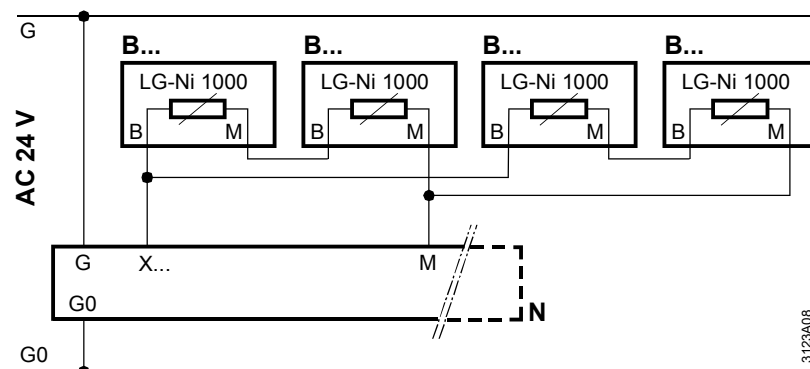 G
B... B... B... B...
LG-Ni 1000 LG-Ni 1000 LG-Ni 1000 LG-Ni 1000
B M B M B M B M
AC 24 V
G X... M
G0
N
G0
3123A08